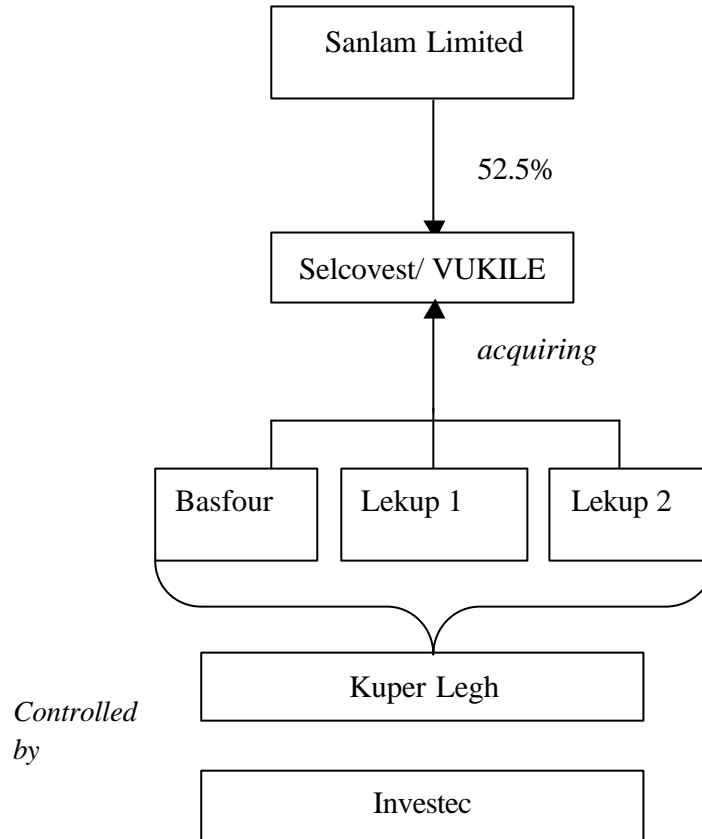 Sanlam Limited
52.5%
Selcovest/ VUKILE
acquiring
Basfour
Lekup 1
Lekup 2
Kuper Legh
Controlled
by
Investec